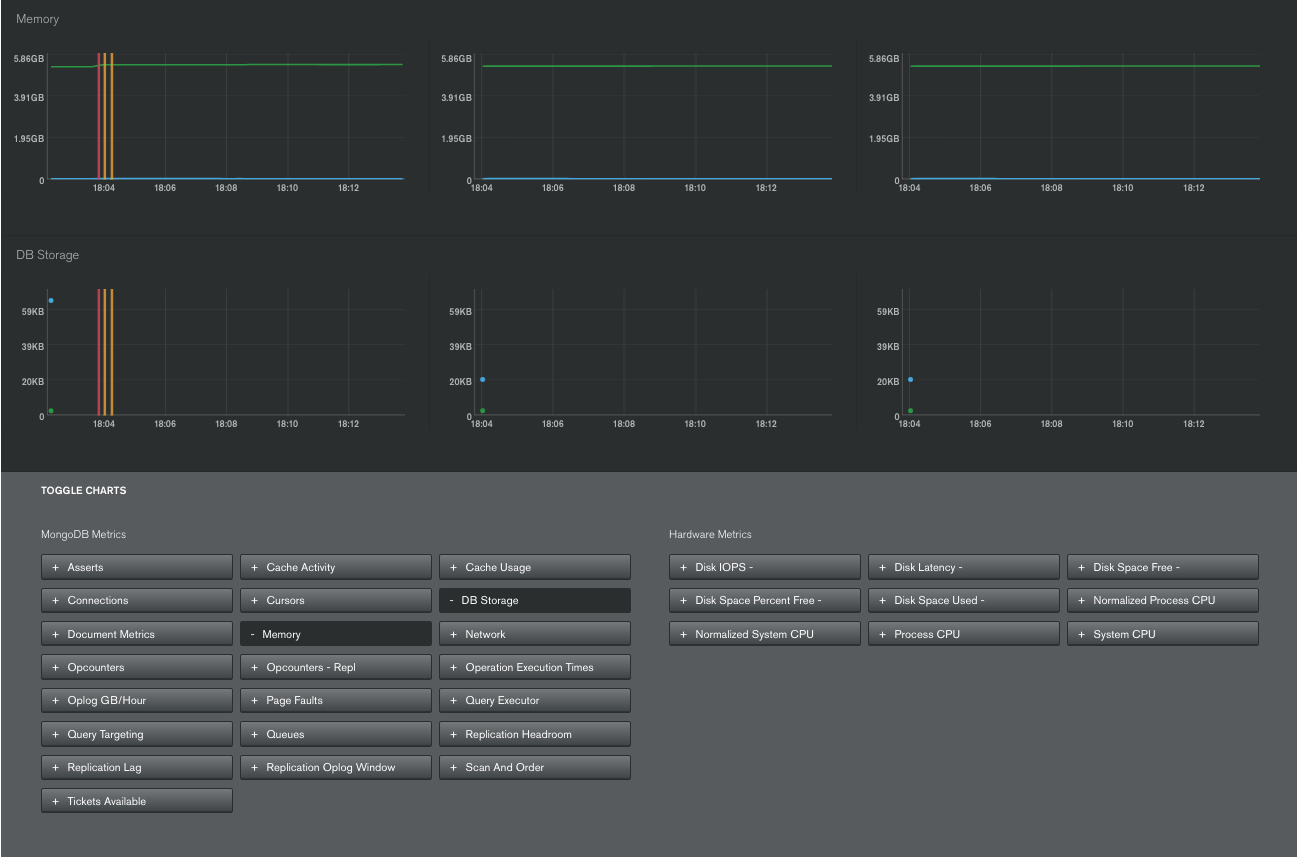 Memory
5.86GB 5.86GB 5.86GB
3.91GB 3.91GB 3.91GB
1.95GB 1.95GB 1.95GB
0 0 0
18:04 18:06 18:08 18:10 18:12 18:04 18:06 18:08 18:10 18:12 18:04 18:06 18:08 18:10 18:12
DB Storage
59KB 59KB 59KB
39KB 39KB 39KB
20KB 20KB 20KB
0 0 0
18:04 18:06 18:08 18:10 18:12 18:04 18:06 18:08 18:10 18:12 18:04 18:06 18:08 18:10 18:12
TOGGLE CHARTS
MongoDB Metrics Hardware Metrics
+ Asserts + Cache Activity + Cache Usage + Disk IOPS - + Disk Latency - + Disk Space Free -
+ Connections + Cursors - DB Storage + Disk Space Percent Free - + Disk Space Used - + Normalized Process CPU
+ Document Metrics - Memory + Network + Normalized System CPU + Process CPU + System CPU
+ Opcounters + Opcounters - Repl + Operation Execution Times
+ Oplog GB/Hour + Page Faults + Query Executor
+ Query Targeting + Queues + Replication Headroom
+ Replication Lag + Replication Oplog Window + Scan And Order
+ Tickets Available